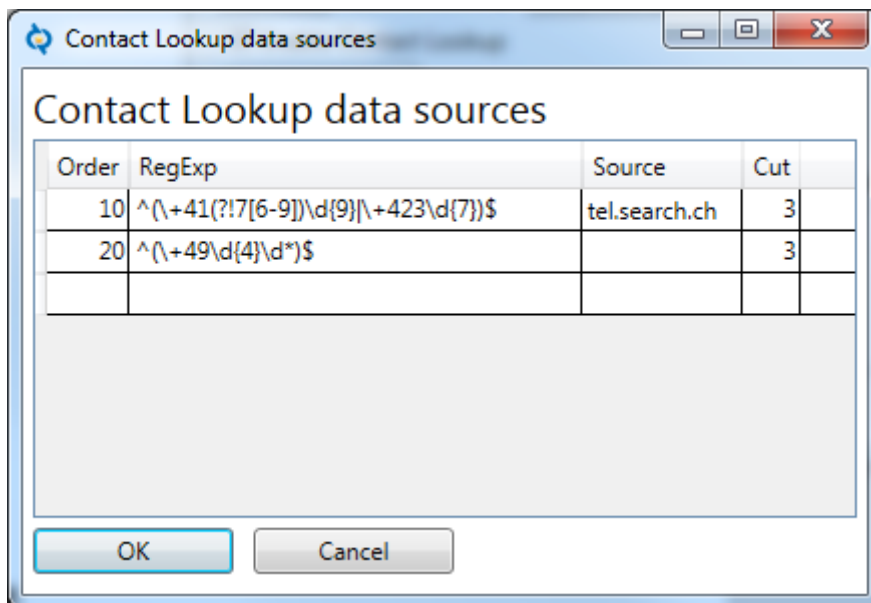 Contact Lookup data sources
Contact Lookup data sources
Order RegExp Source Cut
10 ^(\+41(?!7[6-9])\d{9}|\+423\d{7})$ tel.search.ch 3
20 ^(\+49\d{4}\d*)$ 3
OK Cancel